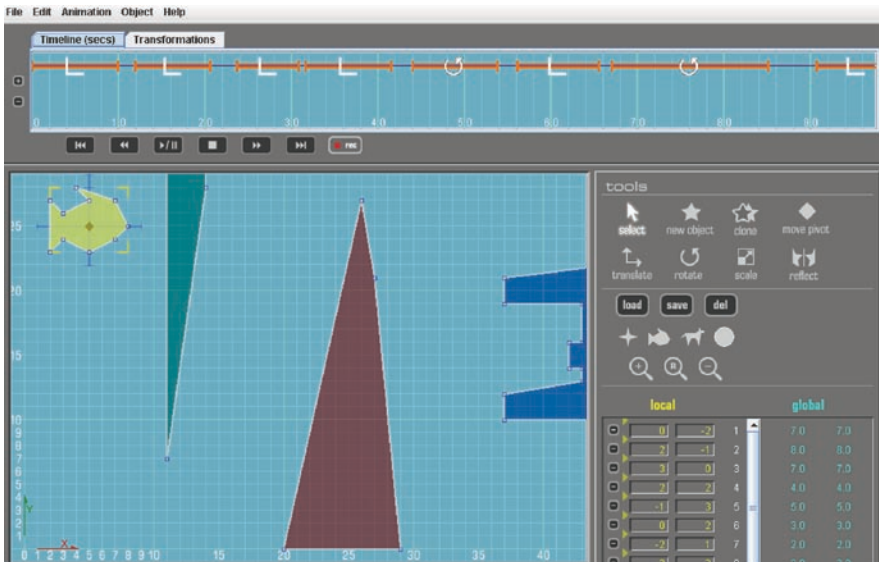 File Edit Animation Object Help
Timeline (secs) Transformations
0 1.0 2.0 3.0 4.0 5.0 6.0 7.0 8.0 9.0
REC
tools
select new object clone move pivot
translate rotate scale reflect
load save del
R
local global
0 -2 1 7.0 7.0
2 -1 2 8.0 8.0
3 0 3 7.0 7.0
2 2 4 4.0 4.0
-1 3 5 5.0 5.0
0 2 6 3.0 3.0
-2 1 7 2.0 2.0
25
20
15
10
9
8
7
6
5
4
3
2
1
Y
X
0 1 2 3 4 5 6 7 8 9 10 15 20 25 30 35 40